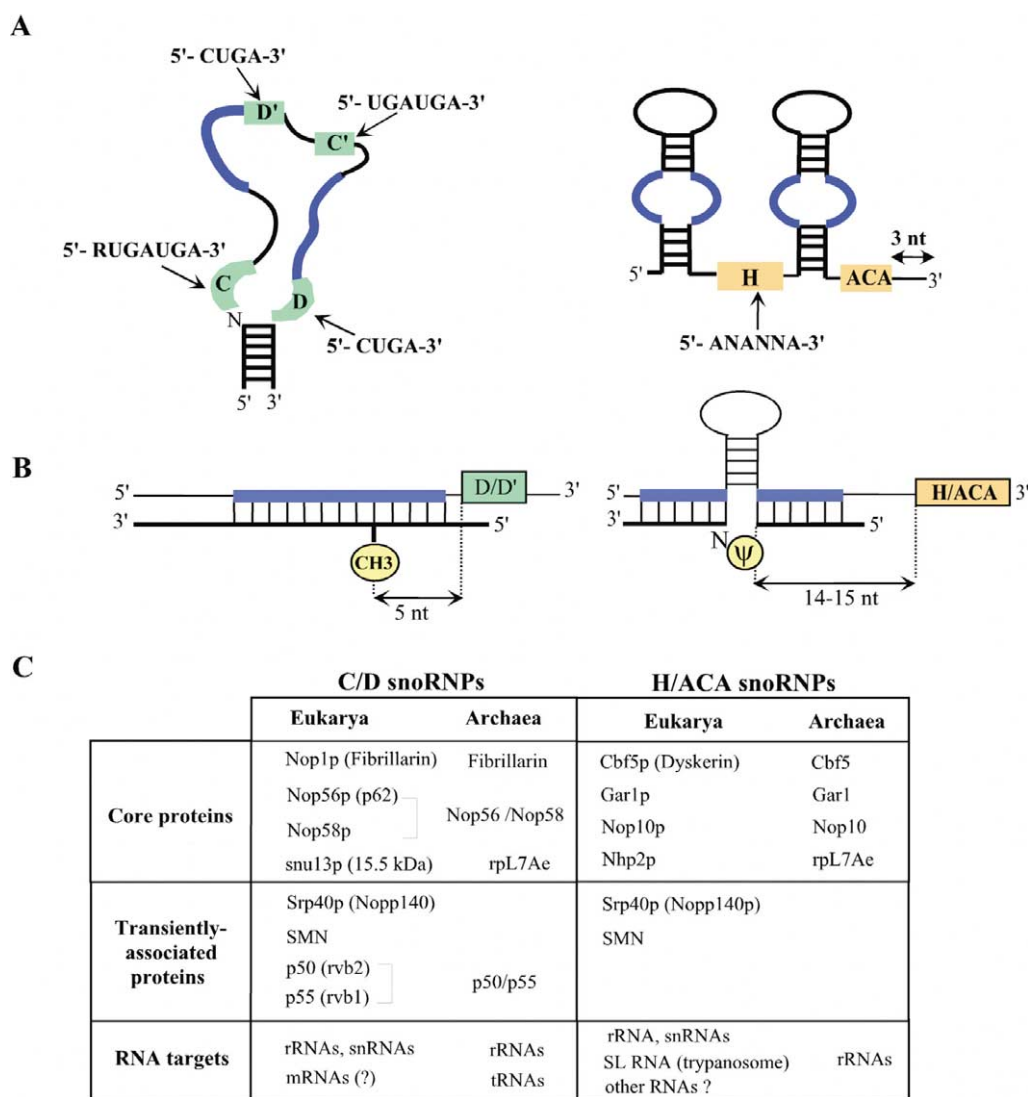 A
5'- CUGA-3'
D'
5'- UGAUGA-3'
C'
5'- RUGAUGA-3'
C
D
N
5'- CUGA-3'
5' 3'
3 nt
5'
H
ACA
3'
5'- ANANNA-3'
B
5'
D/D'
3'
3'
5'
CH3
5 nt
5'
H/ACA
3'
3'
5'
N
Ψ
14-15 nt
C
C/D snoRNPs H/ACA snoRNPs
Eukarya Archaea Eukarya Archaea
Core proteins
Nop1p (Fibrillarin) Fibrillarin Cbf5p (Dyskerin) Cbf5
Nop56p (p62) Gar1p Gar1
Nop56 /Nop58
Nop58p Nop10p Nop10
snu13p (15.5 kDa) rpL7Ae Nhp2p rpL7Ae
Transiently-
associated
proteins
Srp40p (Nopp140) Srp40p (Nopp140p)
SMN SMN
p50 (rvb2)
p50/p55
p55 (rvb1)
RNA targets
rRNAs, snRNAs rRNAs rRNA, snRNAs
SL RNA (trypanosome) rRNAs
mRNAs (?) tRNAs other RNAs ?